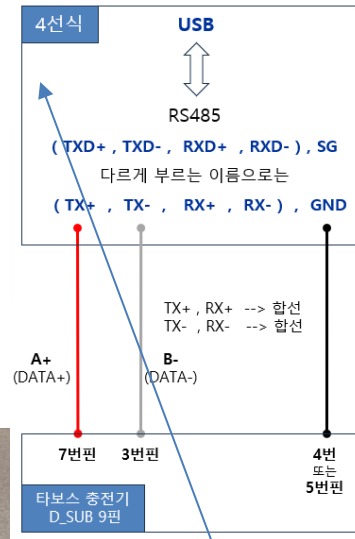 4선식
USB
RS485
( TXD+ , TXD- , RXD+ , RXD- ) , SG
다르게 부르는 이름으로는
( TX+ , TX- , RX+ , RX- ) , GND
TX+ , RX+ --> 합선
TX- , RX- --> 합선
A+
(DATA+)
B-
(DATA-)
7번핀
3번핀
4번
또는
5번핀
타보스 충전기
D_SUB 9핀